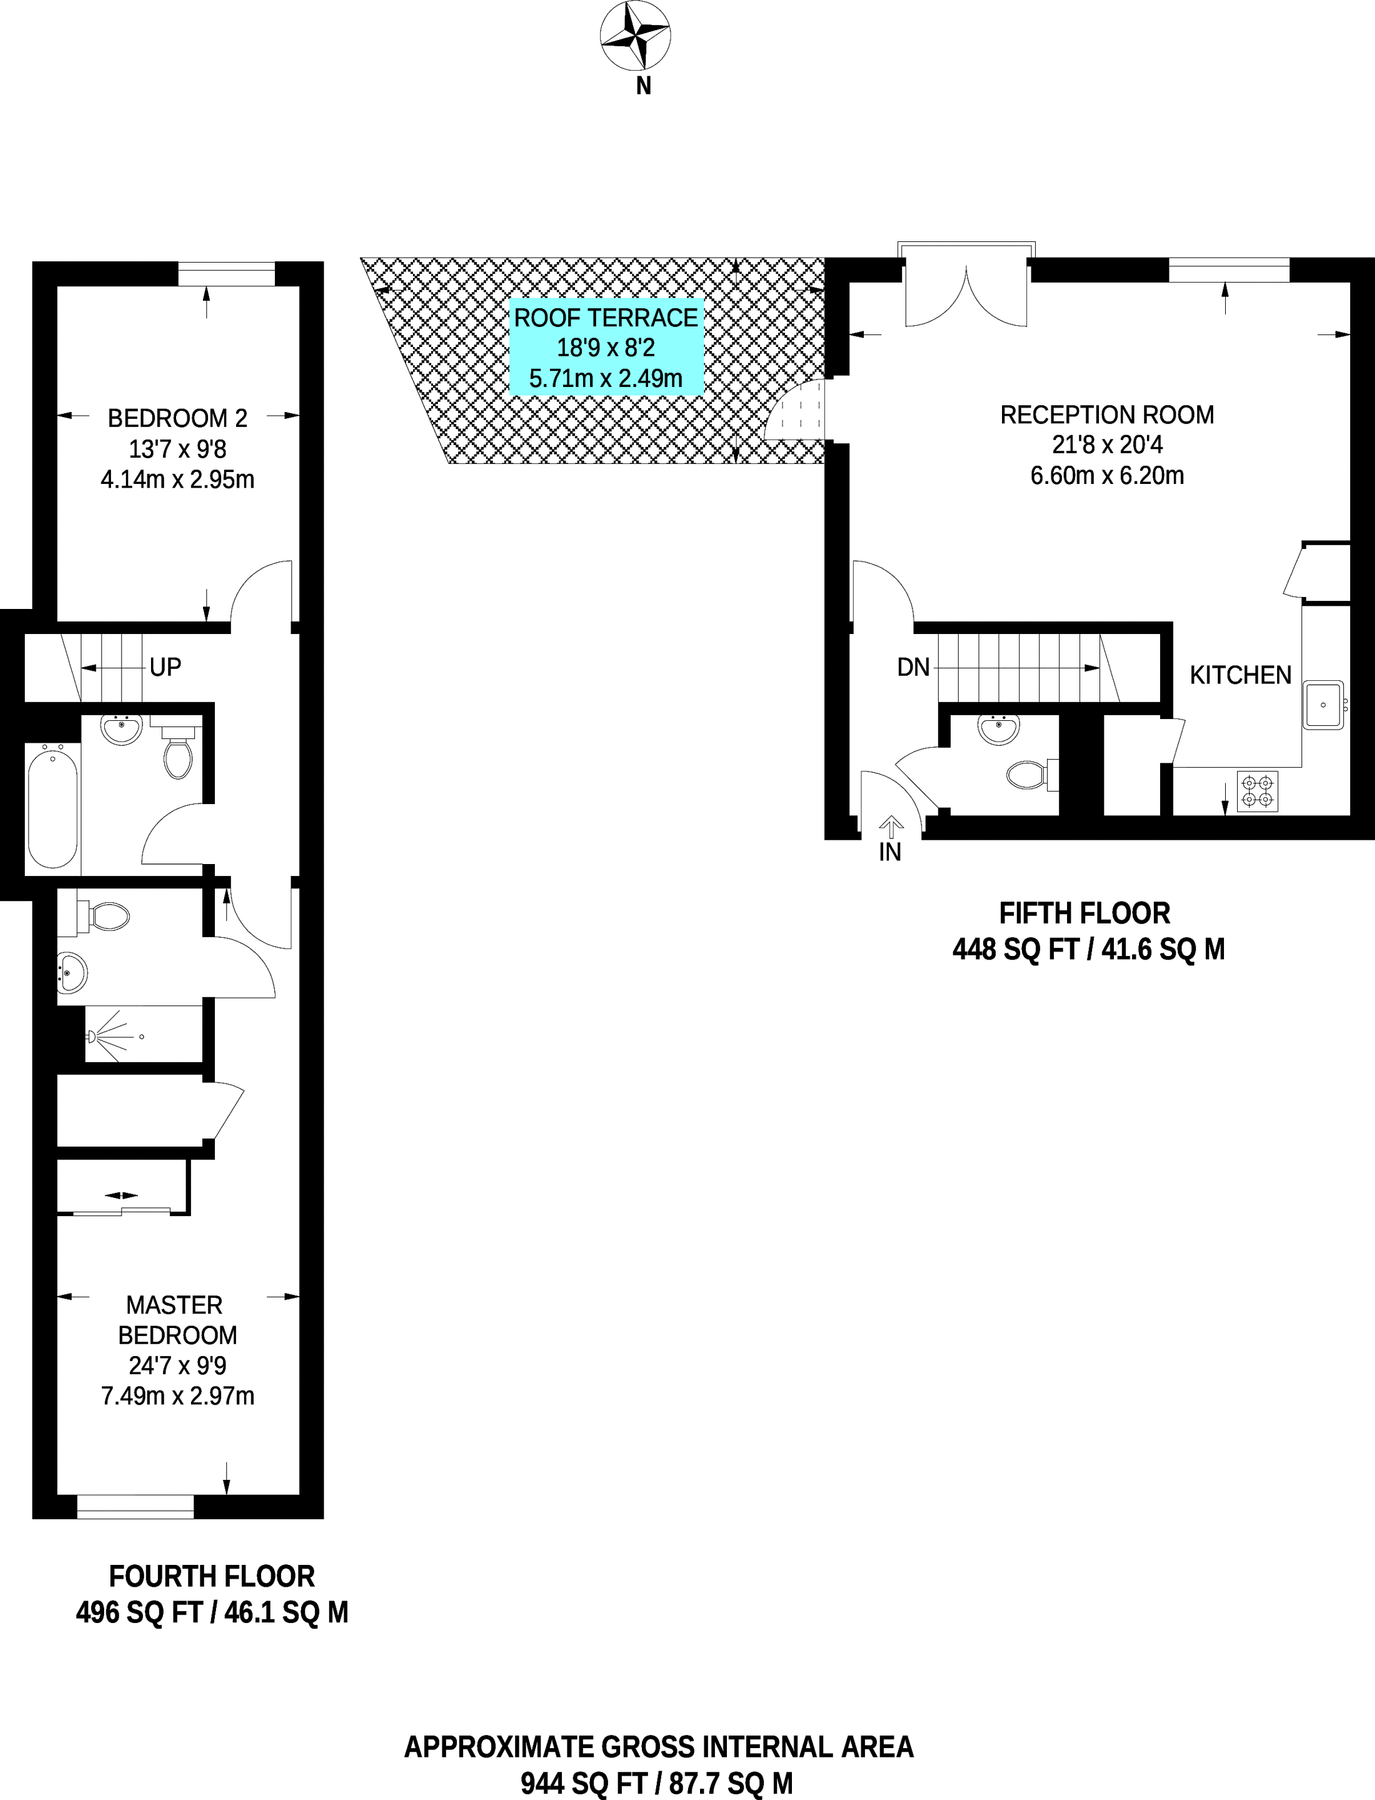 N
ROOF TERRACE
18'9 x 8'2
5.71m x 2.49m
BEDROOM 2
13'7 x 9'8
4.14m x 2.95m
RECEPTION ROOM
21'8 x 20'4
6.60m x 6.20m
UP
DN
KITCHEN
IN
FIFTH FLOOR
448 SQ FT / 41.6 SQ M
MASTER
BEDROOM
24'7 x 9'9
7.49m x 2.97m
FOURTH FLOOR
496 SQ FT / 46.1 SQ M
APPROXIMATE GROSS INTERNAL AREA
944 SQ FT / 87.7 SQ M